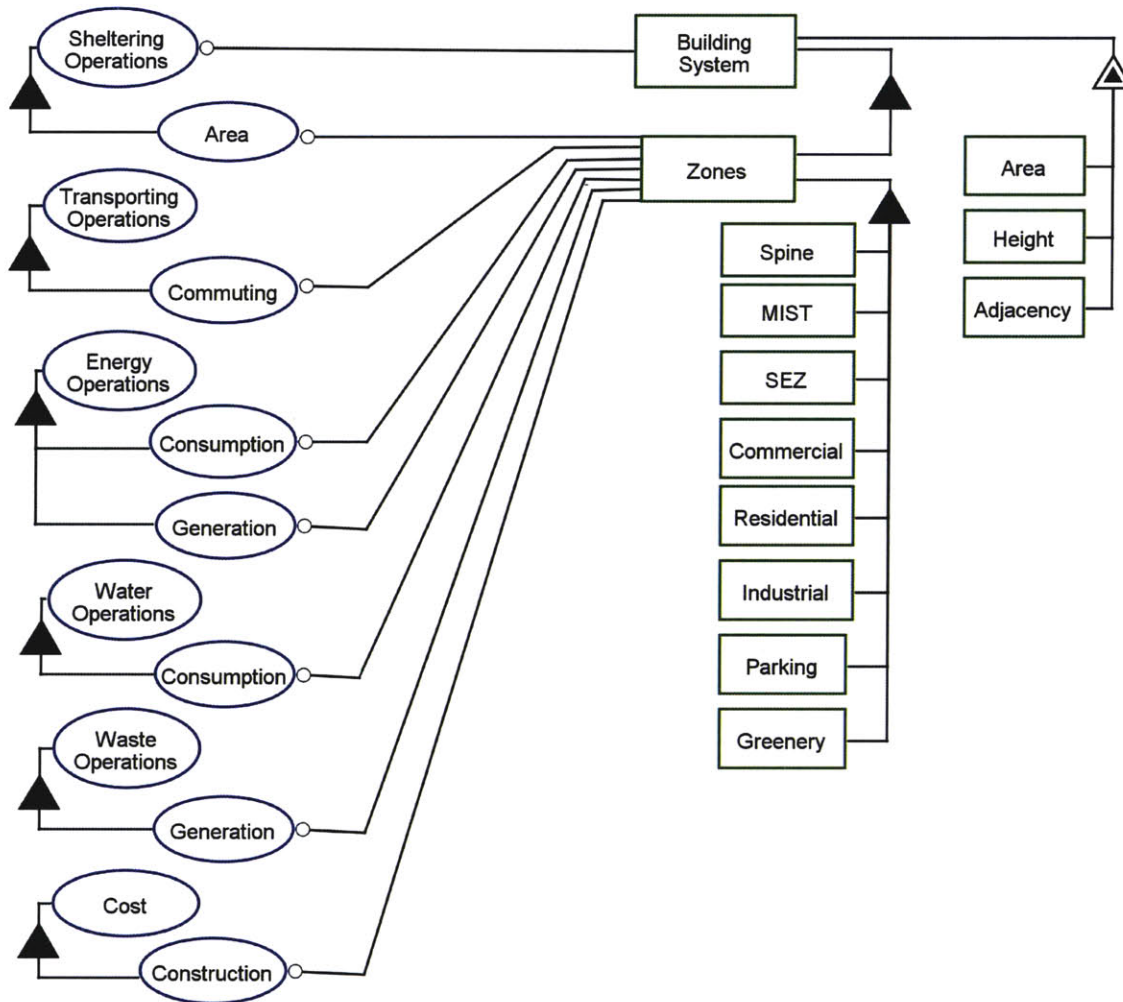 Sheltering
Operations
Area
Transporting
Operations
Commuting
Energy
Operations
Consumption
Generation
Water
Operations
Consumption
Waste
Operations
Generation
Cost
Construction
Building
System
Zones
Spine
MIST
SEZ
Commercial
Residential
Industrial
Parking
Greenery
Area
Height
Adjacency